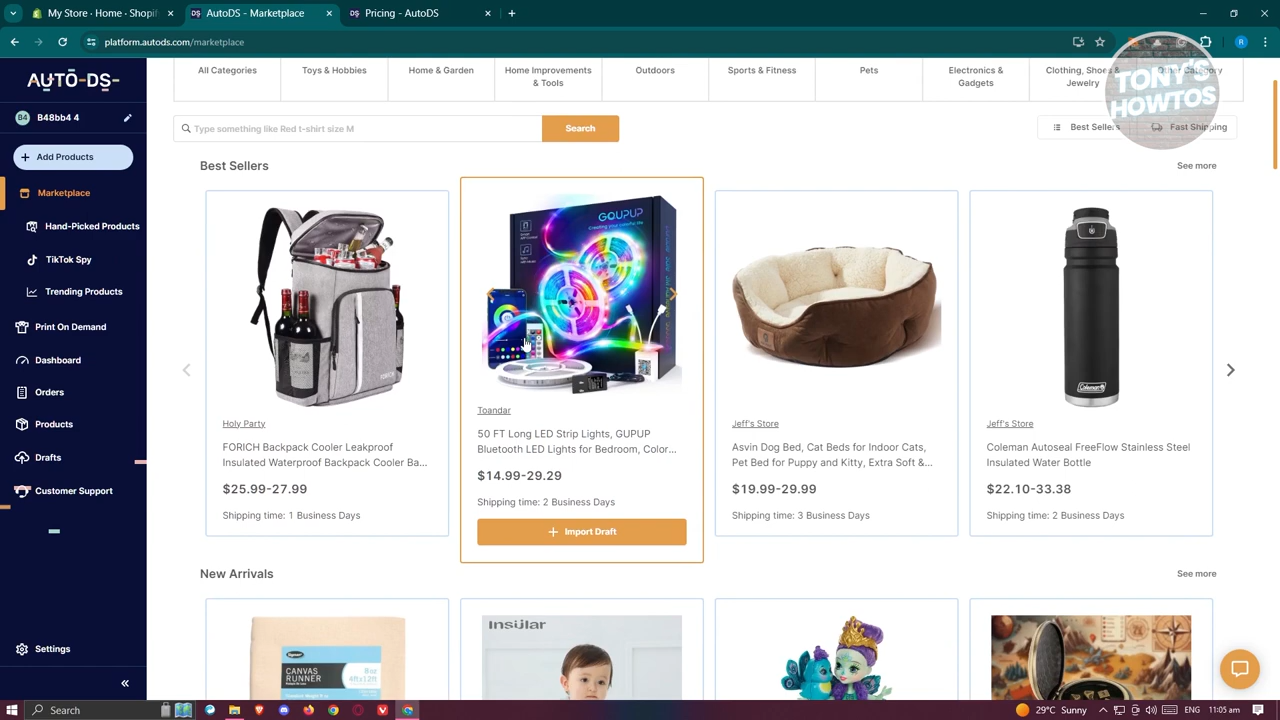 My Store · Home · Shopi
AutoDS - Marketplace
Pricing - AutoDS
platform.autods.com/marketplace
AUTO-DS
B4 B48bb4 4
Add Products
Marketplace
Hand-Picked Products
TikTok Spy
Trending Products
Print On Demand
Dashboard
Orders
Products
Drafts
Customer Support
Settings
All Categories
Toys & Hobbies
Home & Garden
Home Improvements
& Tools
Outdoors
Sports & Fitness
Pets
Electronics &
Gadgets
Clothing, Shoes &
Jewelry
Other Category
TONY'S
HOWTOS
Type something like Red t-shirt size M
Search
Best Sellers
Fast Shipping
Best Sellers
See more
FORICH
Holy Party
FORICH Backpack Cooler Leakproof
Insulated Waterproof Backpack Cooler Ba...
$25.99-27.99
Shipping time: 1 Business Days
GOUPUP
Toandar
50 FT Long LED Strip Lights, GUPUP
Bluetooth LED Lights for Bedroom, Color...
$14.99-29.29
Shipping time: 2 Business Days
Import Draft
Jeff's Store
Asvin Dog Bed, Cat Beds for Indoor Cats,
Pet Bed for Puppy and Kitty, Extra Soft &...
$19.99-29.99
Shipping time: 3 Business Days
Coleman
Jeff's Store
Coleman Autoseal FreeFlow Stainless Steel
Insulated Water Bottle
$22.10-33.38
Shipping time: 2 Business Days
New Arrivals
See more
CANVAS
RUNNER
8oz
4ftx12ft
Insular
Search
29°C Sunny
ENG
11:05 am